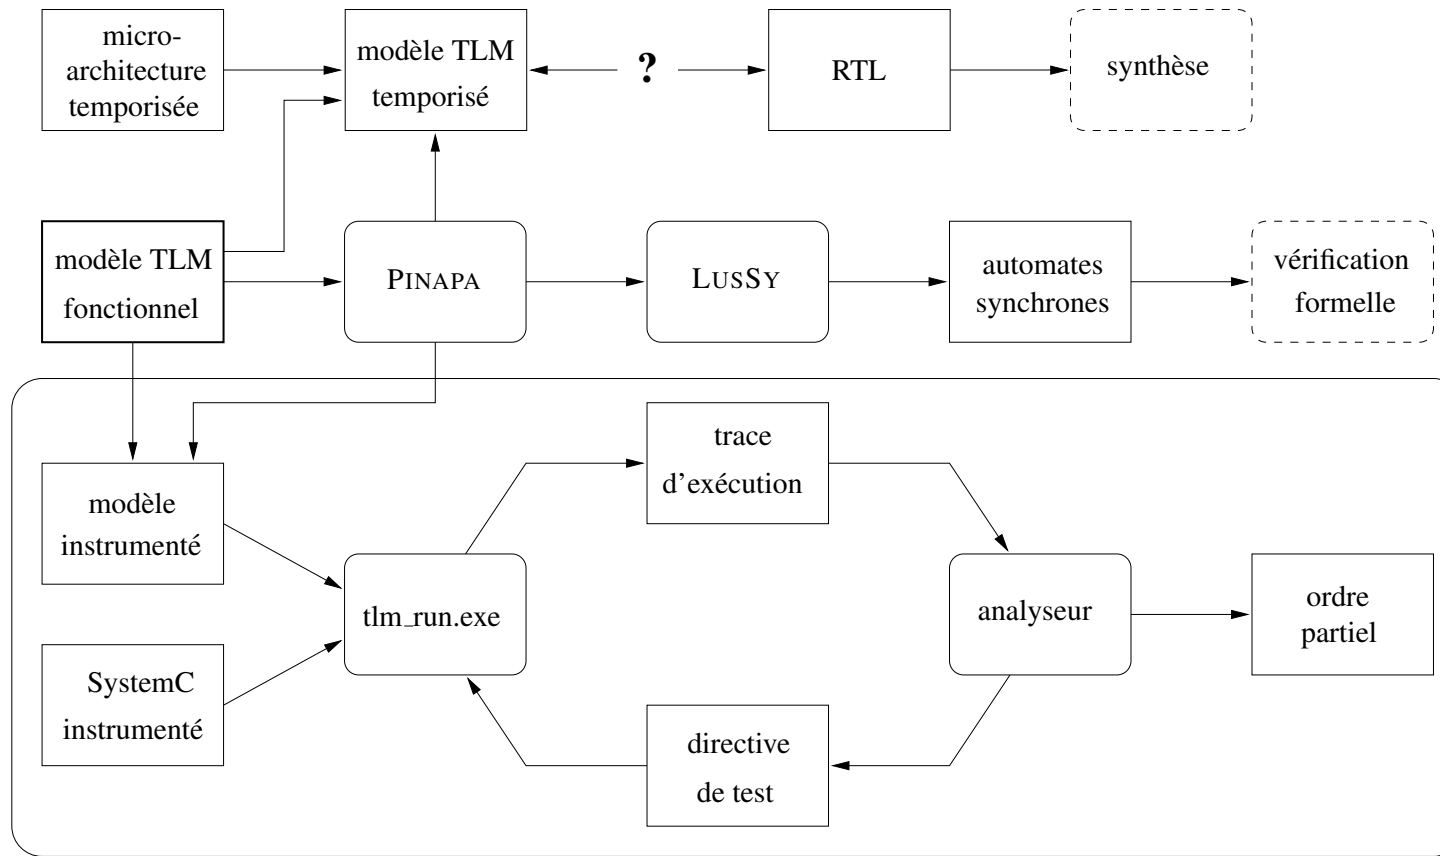 micro-
architecture
temporisée
modèle TLM
temporisé
?
RTL
synthèse
modèle TLM
fonctionnel
PINAPA
LUSSY
automates
synchrones
vérification
formelle
trace
d'exécution
modèle
instrumenté
tlm_run.exe
analyseur
ordre
partiel
SystemC
instrumenté
directive
de test